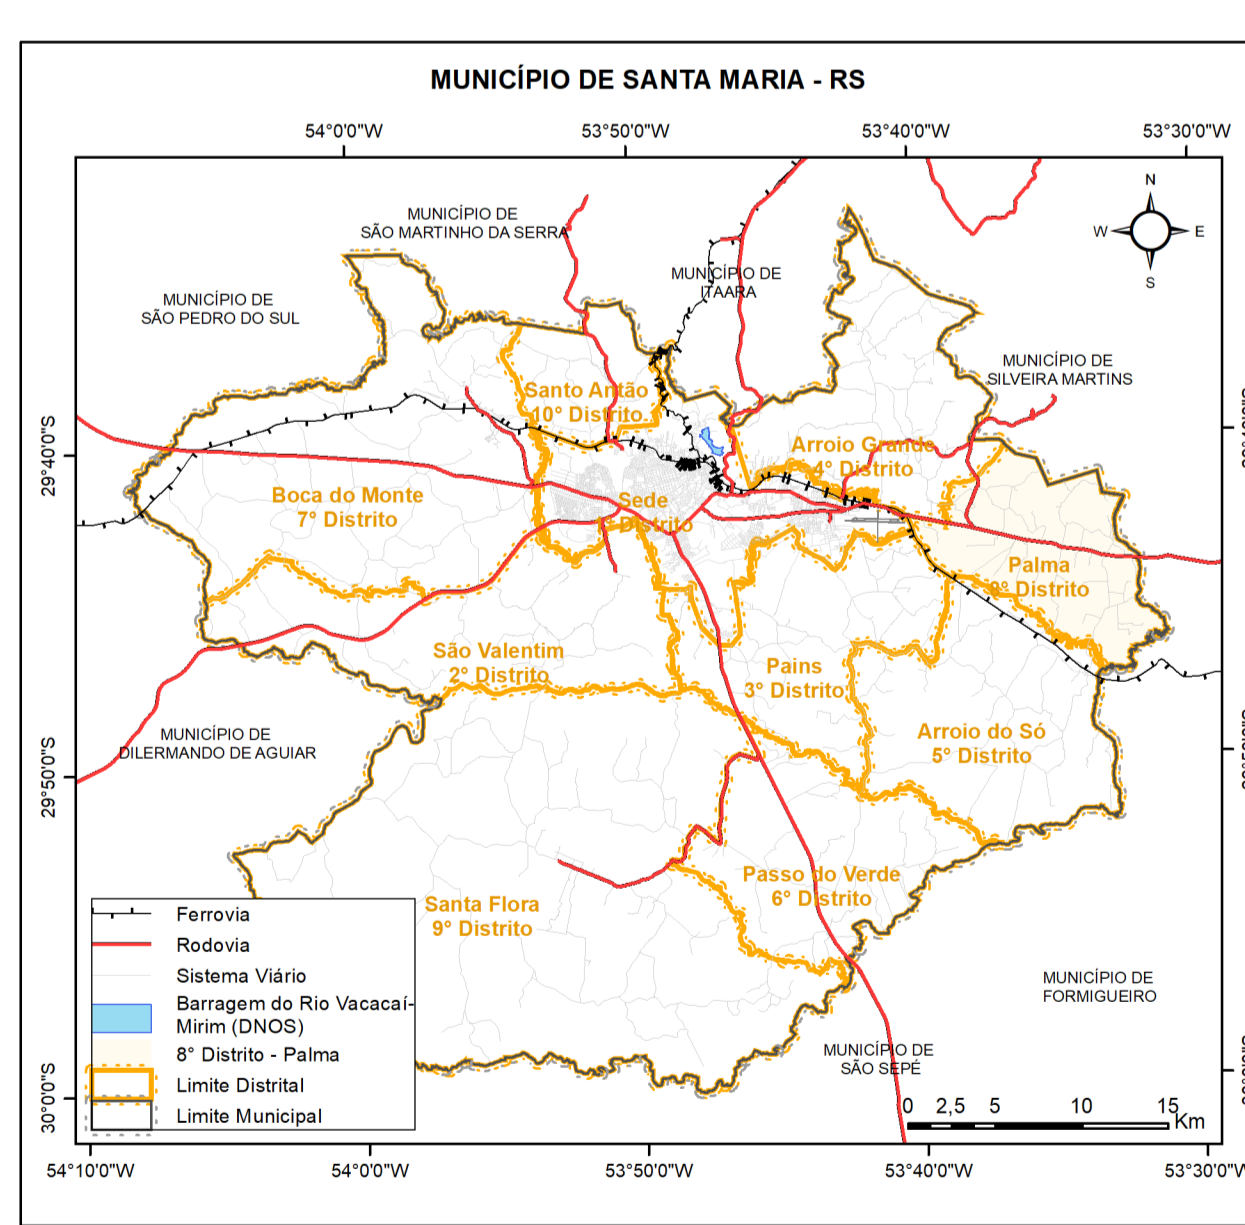 MUNICÍPIO DE SANTA MARIA - RS
54°0'0"W
53°50'0"W
53°40'0"W
53°30'0"W
N
W
E
S
MUNICÍPIO DE
SÃO MARTINHO DA SERRA
MUNICÍPIO DE
ITAARA
MUNICÍPIO DE
SÃO PEDRO DO SUL
MUNICÍPIO DE
SILVEIRA MARTINS
Santo Antão
10° Distrito
Arroio Grande
4° Distrito
29°40'0"S
Boca do Monte
7° Distrito
Sede
1° Distrito
Palma
8° Distrito
São Valentim
2° Distrito
Pains
3° Distrito
MUNICÍPIO DE
DILERMANDO DE AGUIAR
Arroio do Só
5° Distrito
29°50'0"S
Passo do Verde
6° Distrito
Santa Flora
9° Distrito
MUNICÍPIO DE
FORMIGUEIRO
MUNICÍPIO DE
SÃO SEPÉ
Ferrovia
Rodovia
Sistema Viário
Barragem do Rio Vacacaí-
Mirim (DNOS)
8° Distrito - Palma
Limite Distrital
Limite Municipal
30°0'0"S
0 2,5 5 10 15
Km
54°10'0"W
54°0'0"W
53°50'0"W
53°40'0"W
53°30'0"W